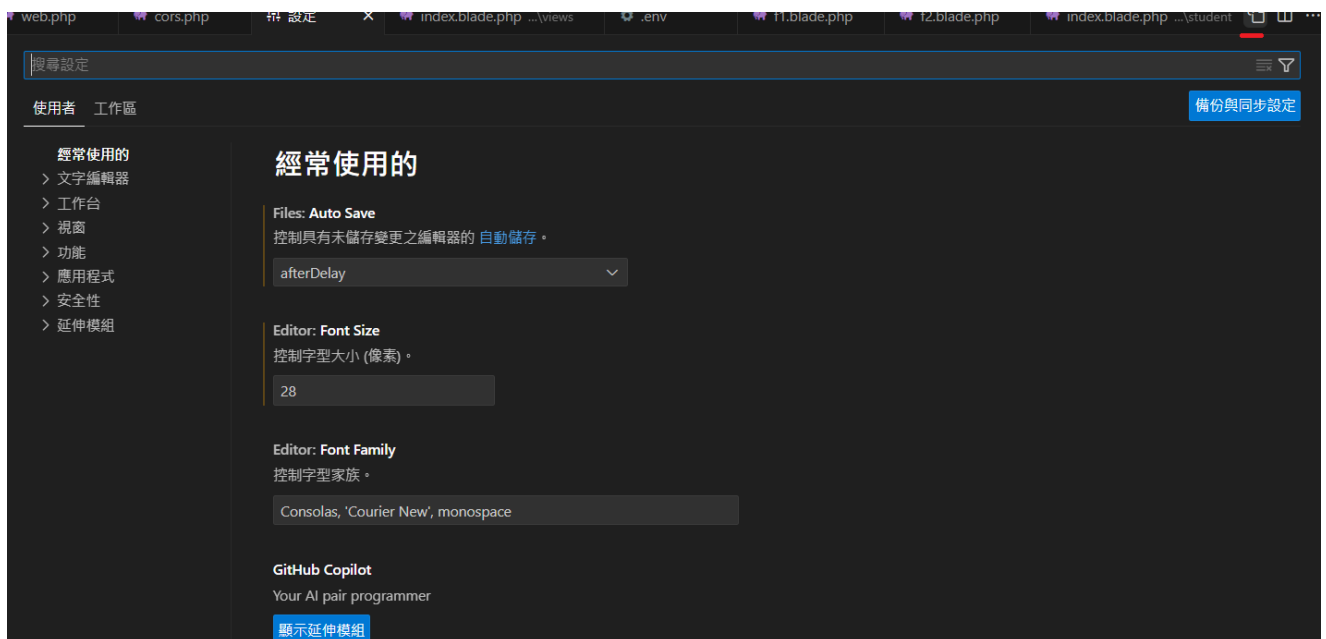 web.php cors.php 設定 index.blade.php ...\views .env f1.blade.php f2.blade.php index.blade.php ...\student
搜尋設定
使用者 工作區 備份與同步設定
經常使用的
文字編輯器
工作台
視窗
功能
應用程式
安全性
延伸模組
經常使用的
Files: Auto Save
控制具有未儲存變更之編輯器的 自動儲存。
afterDelay
Editor: Font Size
控制字型大小 (像素)。
28
Editor: Font Family
控制字型家族。
Consolas, 'Courier New', monospace
GitHub Copilot
Your AI pair programmer
顯示延伸模組